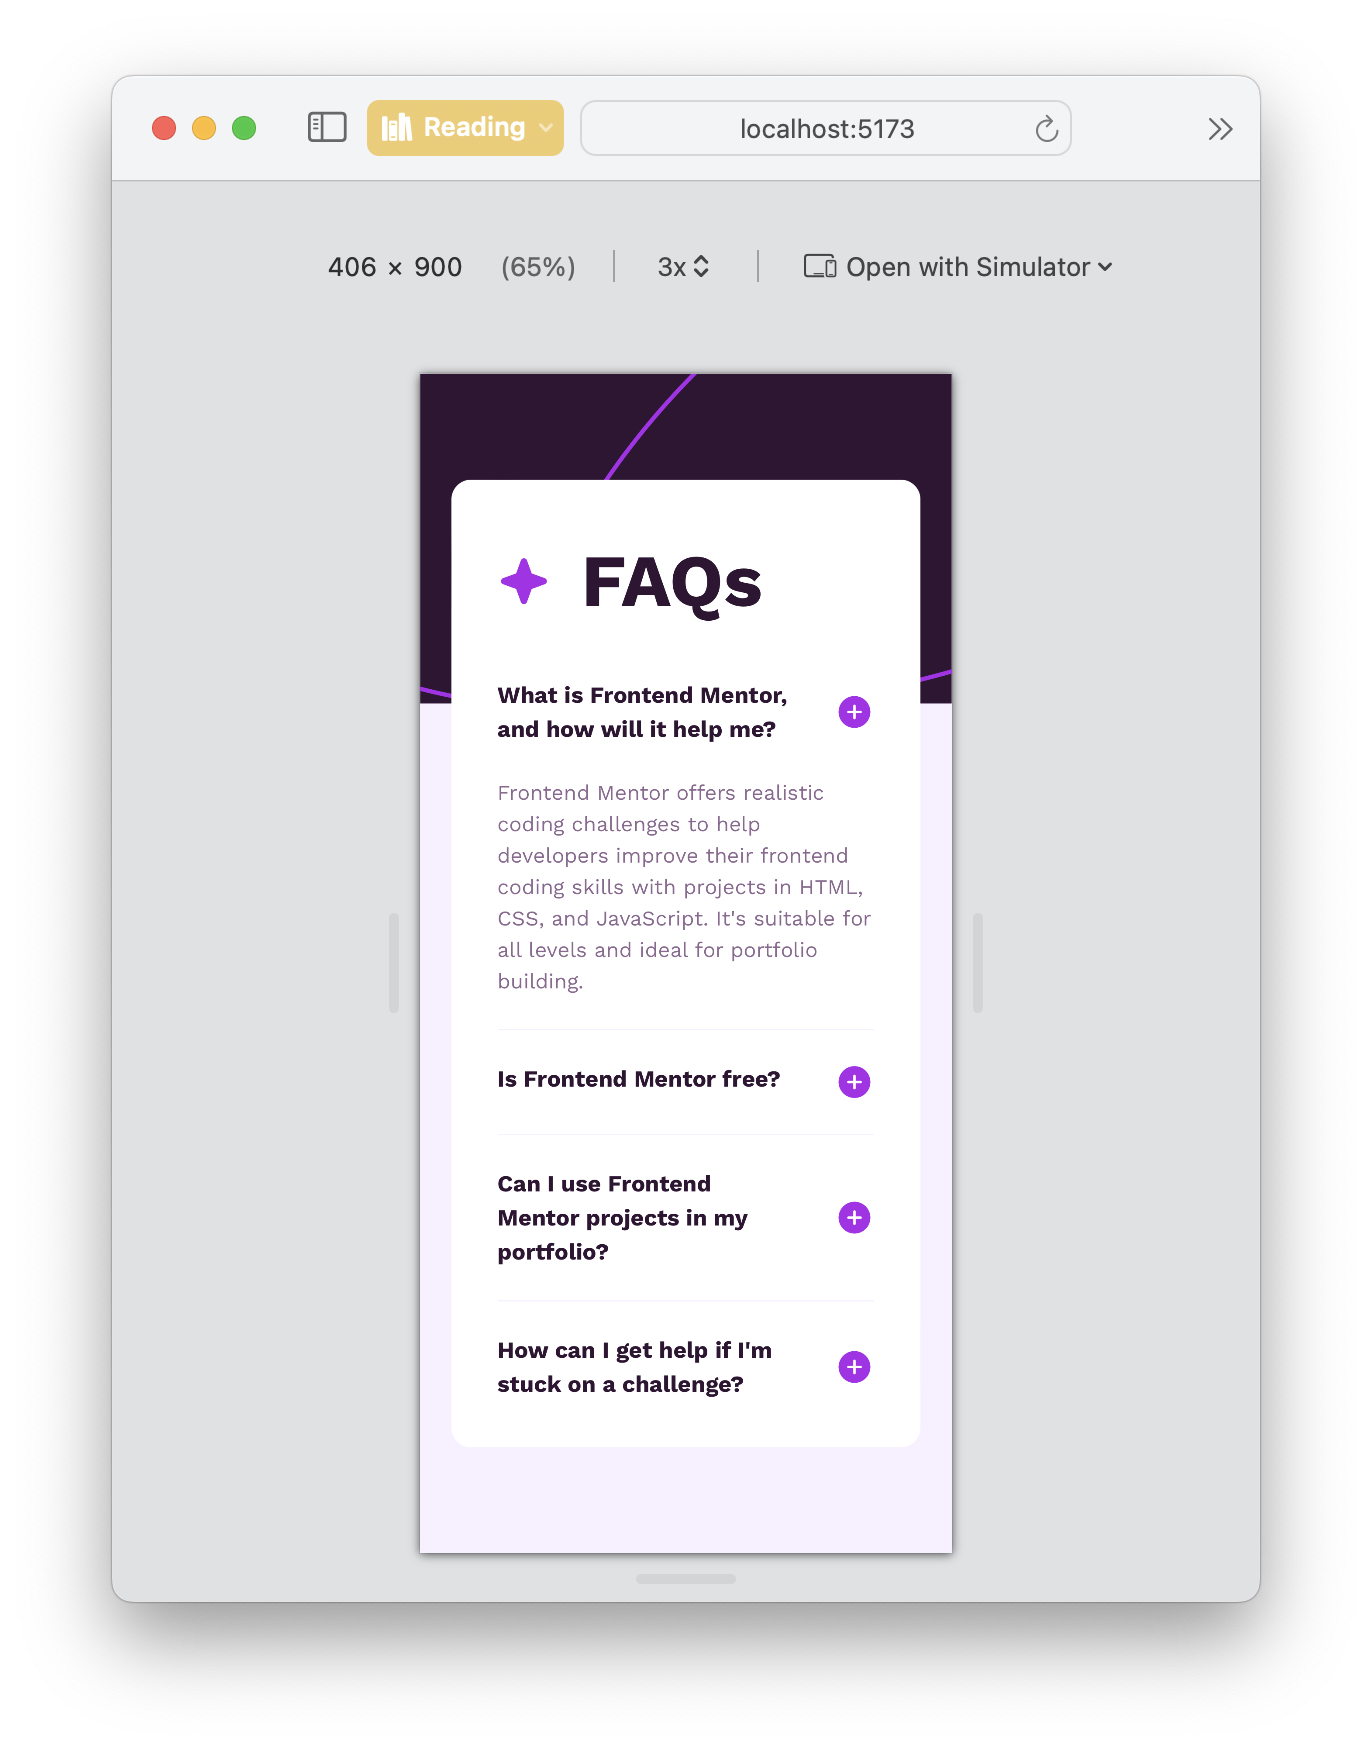 Reading
localhost:5173
406 × 900 (65%) 3x Open with Simulator
FAQs
What is Frontend Mentor,
and how will it help me?
Frontend Mentor offers realistic
coding challenges to help
developers improve their frontend
coding skills with projects in HTML,
CSS, and JavaScript. It's suitable for
all levels and ideal for portfolio
building.
Is Frontend Mentor free?
Can I use Frontend
Mentor projects in my
portfolio?
How can I get help if I'm
stuck on a challenge?